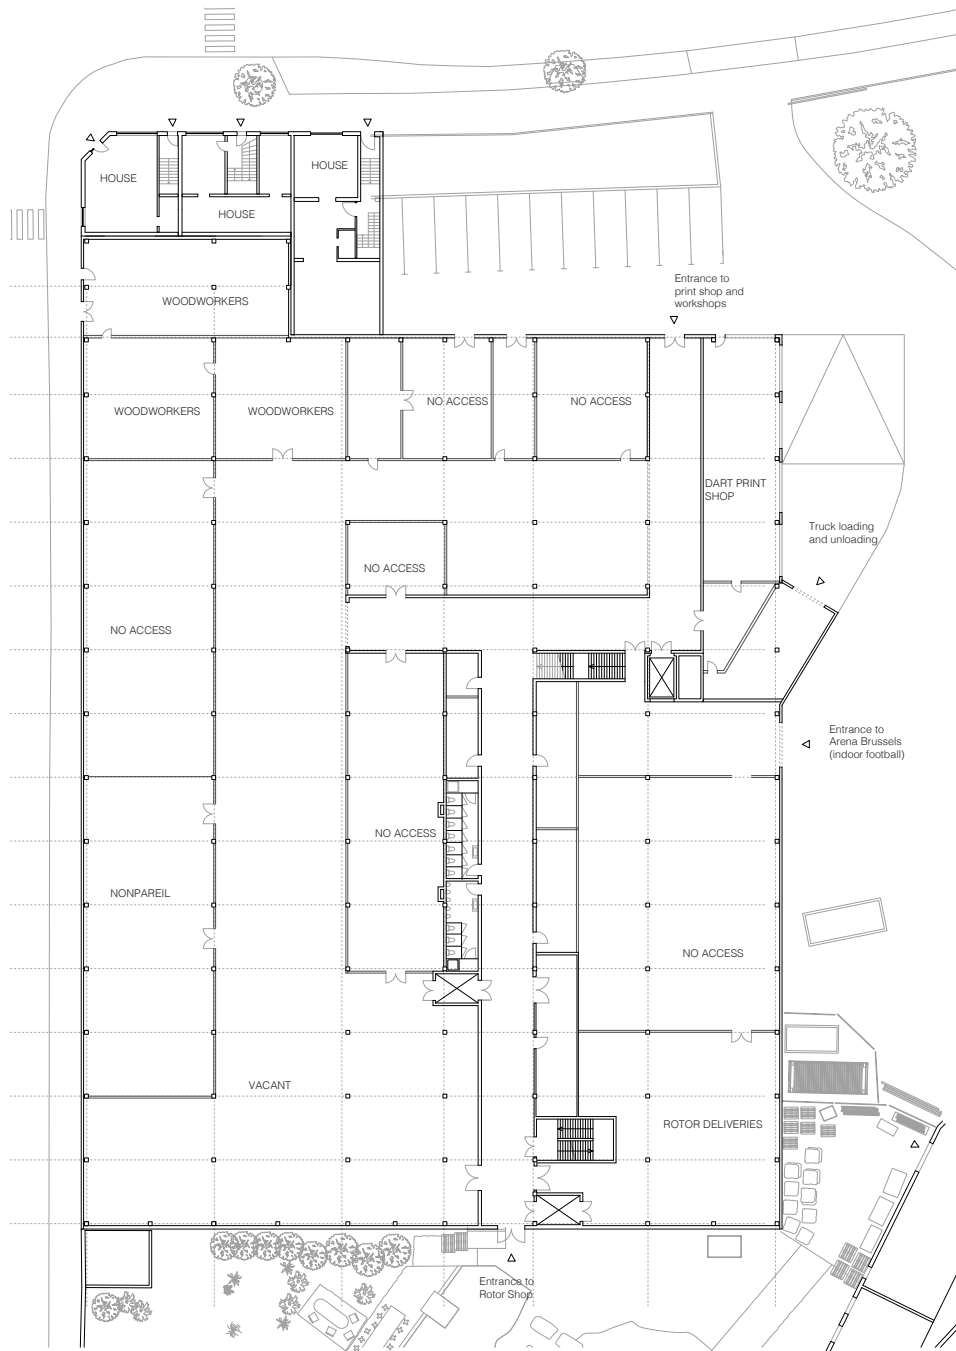 HOUSE
HOUSE
HOUSE
Entrance to
print shop and
workshops
WOODWORKERS
WOODWORKERS
WOODWORKERS
NO ACCESS
NO ACCESS
DART PRINT
SHOP
Truck loading
and unloading
NO ACCESS
NO ACCESS
Entrance to
Arena Brussels
(indoor football)
NO ACCESS
NONPAREIL
NO ACCESS
VACANT
ROTOR DELIVERIES
Entrance to
Rotor Shop